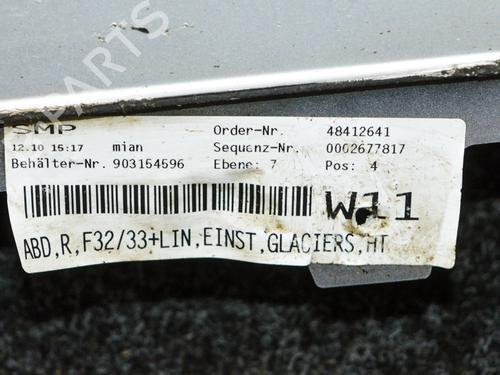 PARTS
SMP Order-Nr. 48412641
12.10 15:17 mian Sequenz-Nr. 0002677817
Behälter-Nr. 903154596 Ebene: 7 Pos: 4
W11
ABD,R,F32/33+LIN,EINST,GLACIERS,HT